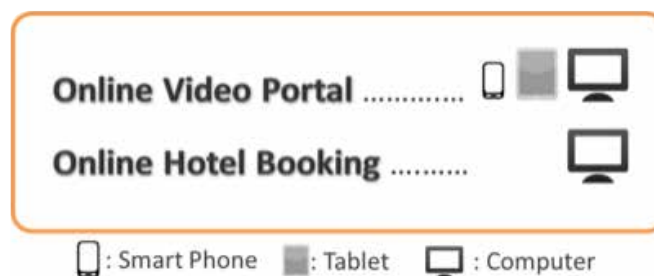 Online Video Portal .............
Online Hotel Booking ..........
: Smart Phone : Tablet : Computer